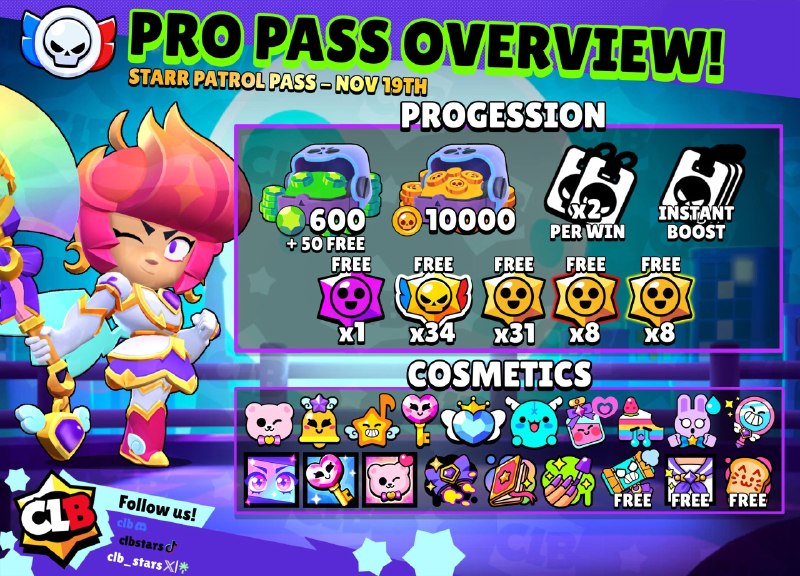 PRO PASS OVERVIEW!
STARR PATROL PASS - NOV 19TH
PROGESSION
600
+ 50 FREE
10000
x2
PER WIN
INSTANT
BOOST
FREE FREE FREE FREE FREE
x1 x34 x31 x8 x8
COSMETICS
FREE FREE FREE
CLB
Follow us!
clb
clbstars
clb_stars